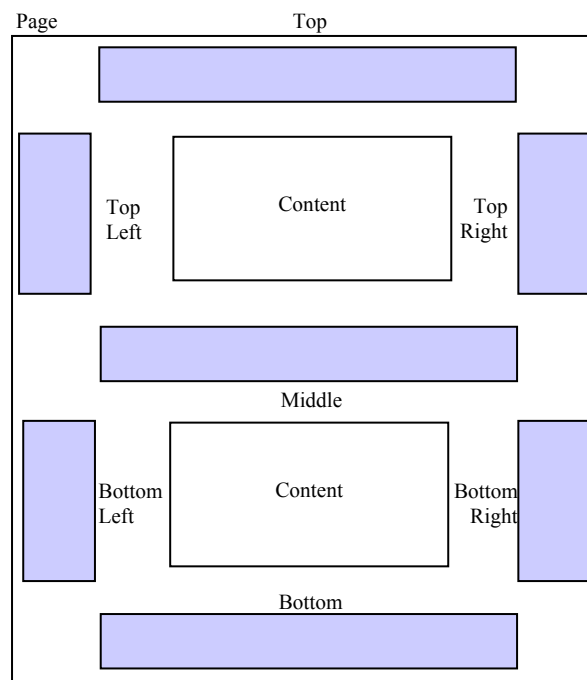 Page
Top
Top
Left
Content
Top
Right
Middle
Bottom
Left
Content
Bottom
Right
Bottom